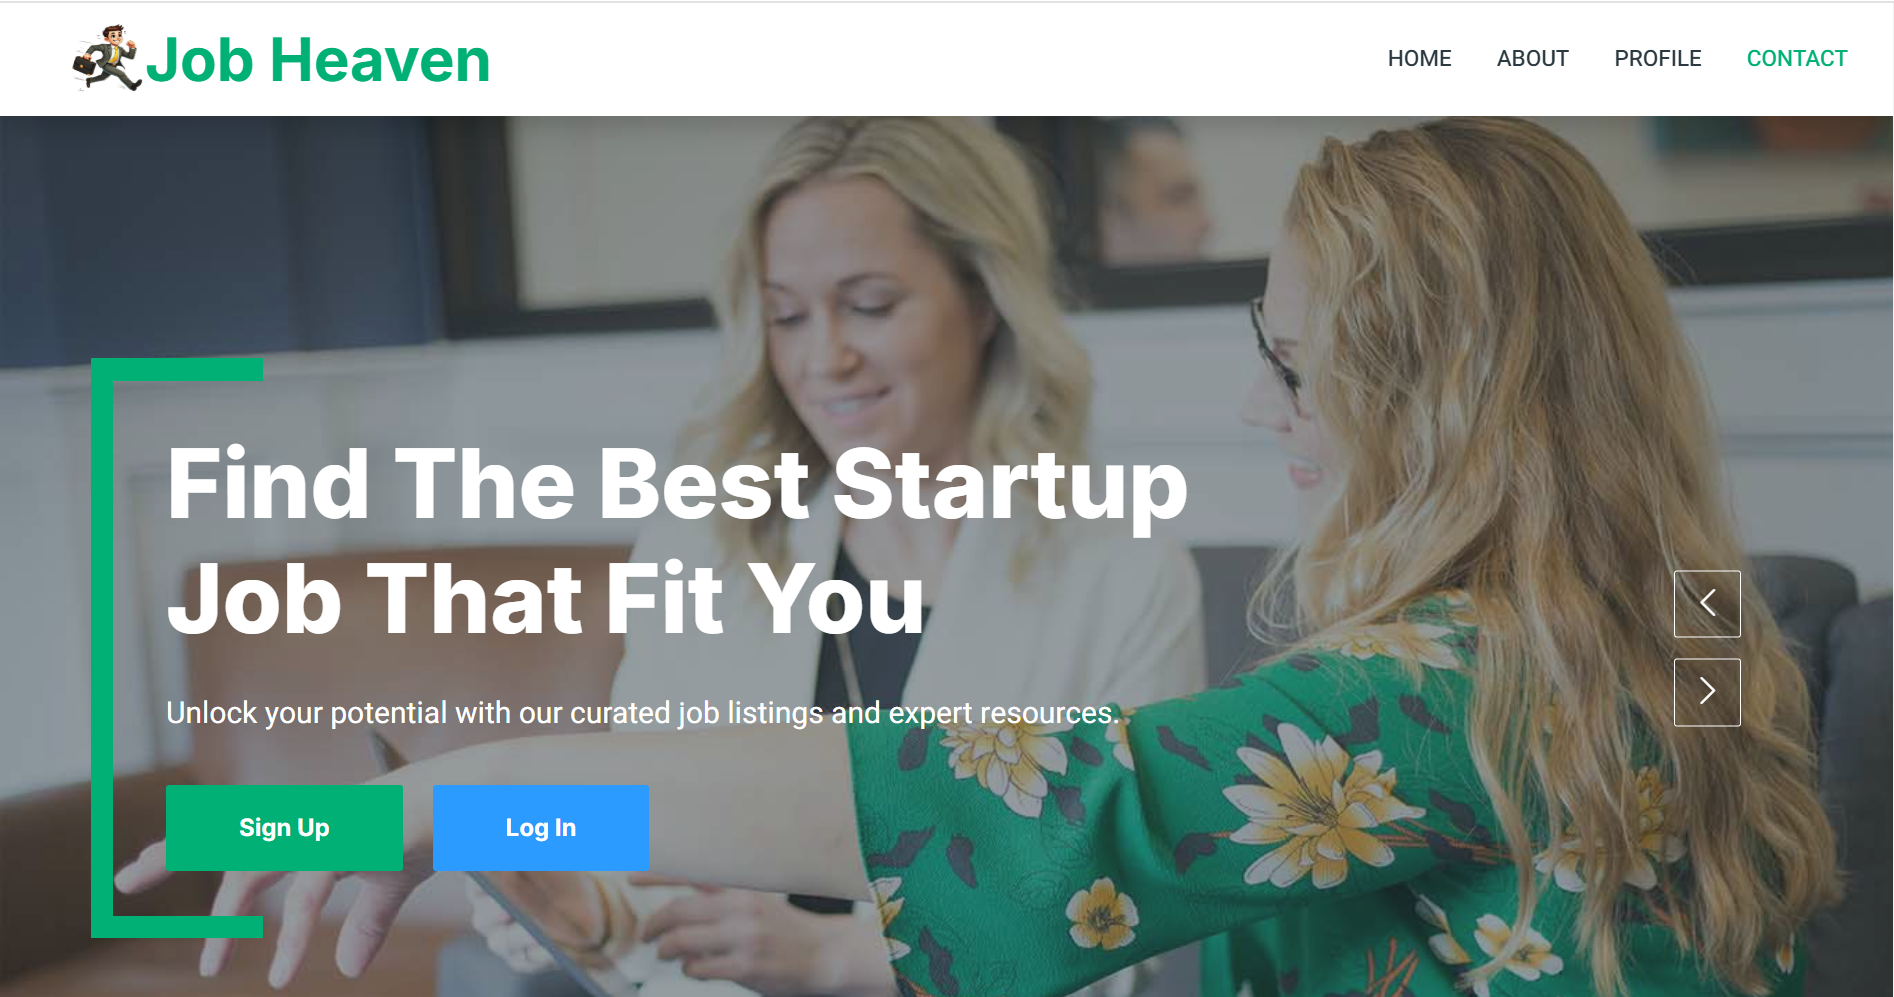 Job Heaven
HOME ABOUT PROFILE CONTACT
Find The Best Startup
Job That Fit You
Unlock your potential with our curated job listings and expert resources.
Sign Up Log In